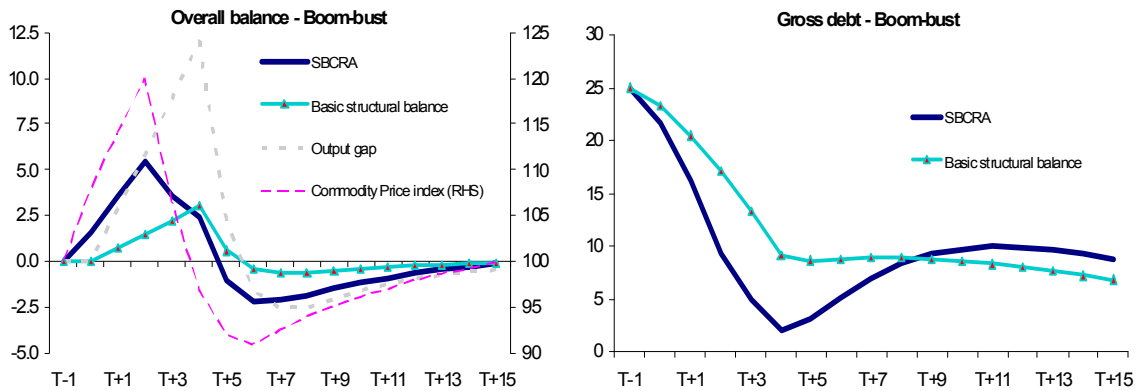 Overall balance - Boom-bust
12.5
10.0
7.5
5.0
2.5
0.0
-2.5
-5.0
125
120
115
110
105
100
95
90
SBCRA
Basic structural balance
Output gap
Commodity Price index (RHS)
T-1 T+1 T+3 T+5 T+7 T+9 T+11 T+13 T+15
Gross debt - Boom-bust
30
25
20
15
10
5
0
SBCRA
Basic structural balance
T-1 T+1 T+3 T+5 T+7 T+9 T+11 T+13 T+15